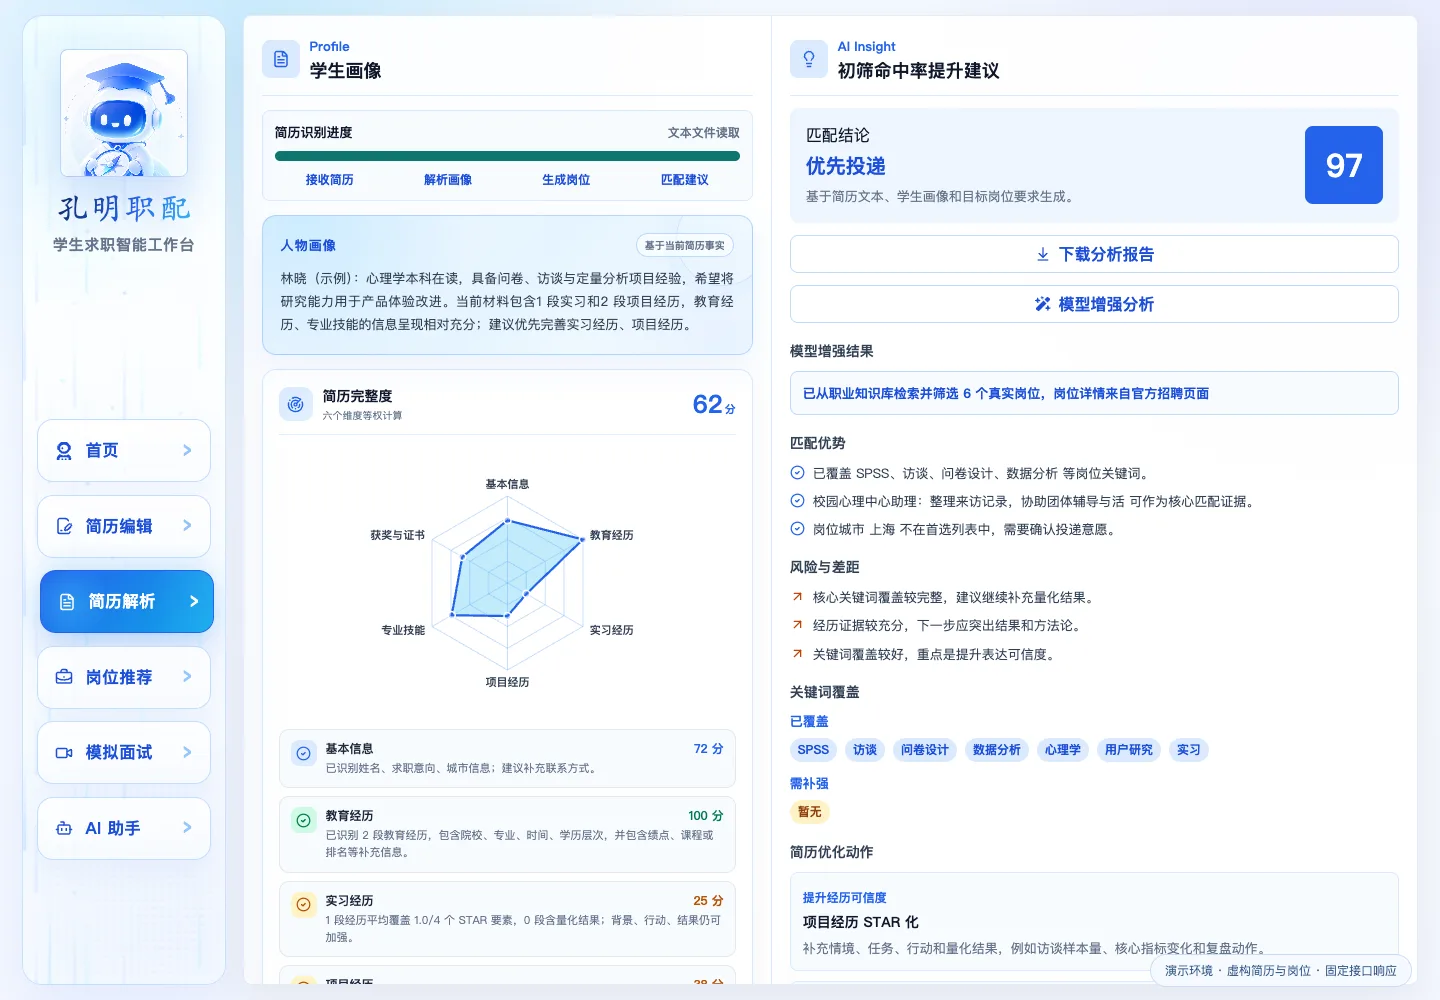 孔明职配
学生求职智能工作台
首页
简历编辑
简历解析
岗位推荐
模拟面试
AI 助手
Profile
学生画像
简历识别进度
文本文件读取
接收简历
解析画像
生成岗位
匹配建议
人物画像
基于当前简历事实
林晓（示例）：心理学本科在读，具备问卷、访谈与定量分析项目经验，希望将
研究能力用于产品体验改进。当前材料包含1 段实习和2 段项目经历，教育经
历、专业技能的信息呈现相对充分；建议优先完善实习经历、项目经历。
简历完整度
六个维度等权计算
62分
基本信息
获奖与证书
教育经历
专业技能
实习经历
项目经历
基本信息
72 分
已识别姓名、求职意向、城市信息；建议补充联系方式。
教育经历
100 分
已识别 2 段教育经历，包含院校、专业、时间、学历层次，并包含绩点、课程或
排名等补充信息。
实习经历
25 分
1 段经历平均覆盖 1.0/4 个 STAR 要素，0 段含量化结果；背景、行动、结果仍可
加强。
项目经历
38 分
AI Insight
初筛命中率提升建议
匹配结论
优先投递
基于简历文本、学生画像和目标岗位要求生成。
97
下载分析报告
模型增强分析
模型增强结果
已从职业知识库检索并筛选 6 个真实岗位，岗位详情来自官方招聘页面
匹配优势
已覆盖 SPSS、访谈、问卷设计、数据分析 等岗位关键词。
校园心理中心助理：整理来访记录，协助团体辅导与活 可作为核心匹配证据。
岗位城市 上海 不在首选列表中，需要确认投递意愿。
风险与差距
核心关键词覆盖较完整，建议继续补充量化结果。
经历证据较充分，下一步应突出结果和方法论。
关键词覆盖较好，重点是提升表达可信度。
关键词覆盖
已覆盖
SPSS
访谈
问卷设计
数据分析
心理学
用户研究
实习
需补强
暂无
简历优化动作
提升经历可信度
项目经历 STAR 化
补充情境、任务、行动和量化结果，例如访谈样本量、核心指标变化和复盘动作。
演示环境 · 虚构简历与岗位 · 固定接口响应